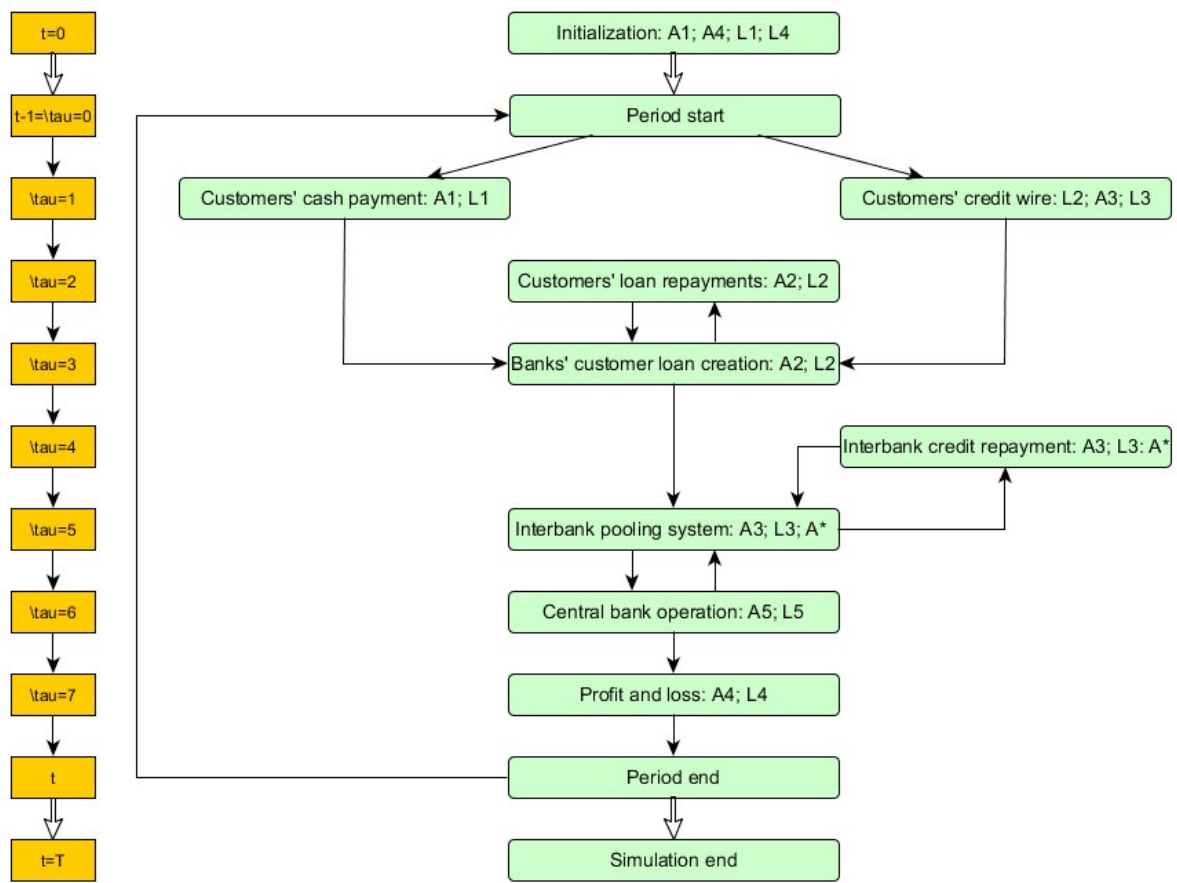 t=0
Initialization: A1; A4; L1; L4
t-1=\tau=0
Period start
\tau=1
Customers' cash payment: A1; L1
Customers' credit wire: L2; A3; L3
\tau=2
Customers' loan repayments: A2; L2
\tau=3
Banks' customer loan creation: A2; L2
\tau=4
Interbank credit repayment: A3; L3: A*
\tau=5
Interbank pooling system: A3; L3; A*
\tau=6
Central bank operation: A5; L5
\tau=7
Profit and loss: A4; L4
t
Period end
t=T
Simulation end